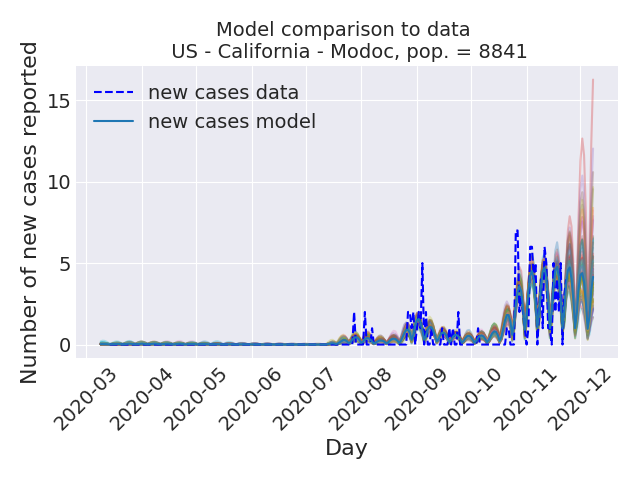 Model comparison to data
US - California - Modoc, pop. = 8841
Number of new cases reported
15
10
5
0
new cases data
new cases model
2020-03
2020-04
2020-05
2020-06
2020-07
2020-08
2020-09
2020-10
2020-11
2020-12
Day